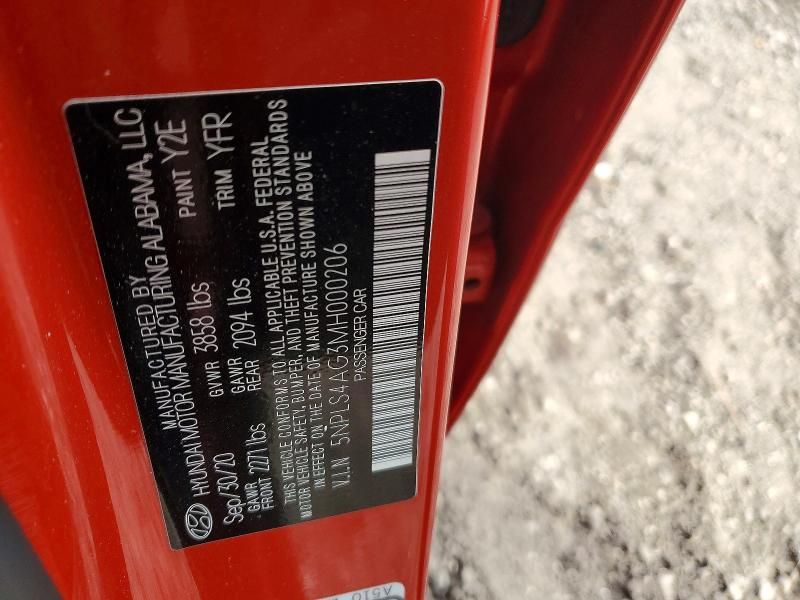 MANUFACTURED BY
HYUNDAI MOTOR MANUFACTURING ALABAMA, LLC
Sep/30/20 GVWR 3858 lbs PAINT Y2E
GAWR FRONT 2271 lbs GAWR REAR 2094 lbs TRIM YFR
THIS VEHICLE CONFORMS TO ALL APPLICABLE U.S.A. FEDERAL
MOTOR VEHICLE SAFETY, BUMPER, AND THEFT PREVENTION STANDARDS
IN EFFECT ON THE DATE OF MANUFACTURE SHOWN ABOVE
V.I.N 5NPLS4AG3MH000206
PASSENGER CAR
A510